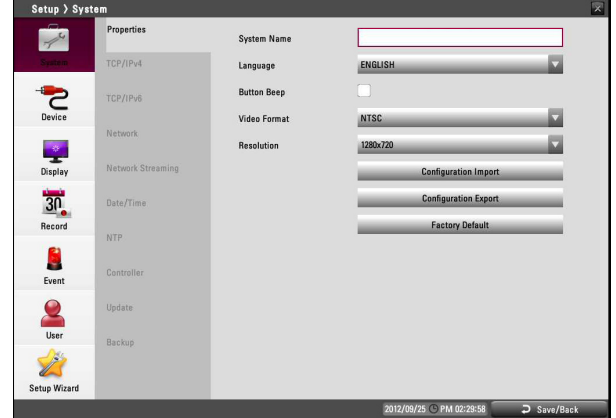 Setup > System
System
Device
Display
30
Record
Event
User
Setup Wizard
Properties
TCP/IPv4
TCP/IPv6
Network
Network Streaming
Date/Time
NTP
Controller
Update
Backup
System Name
Language ENGLISH
Button Beep
Video Format NTSC
Resolution 1280x720
Configuration Import
Configuration Export
Factory Default
2012/09/25 PM 02:29:58 Save/Back